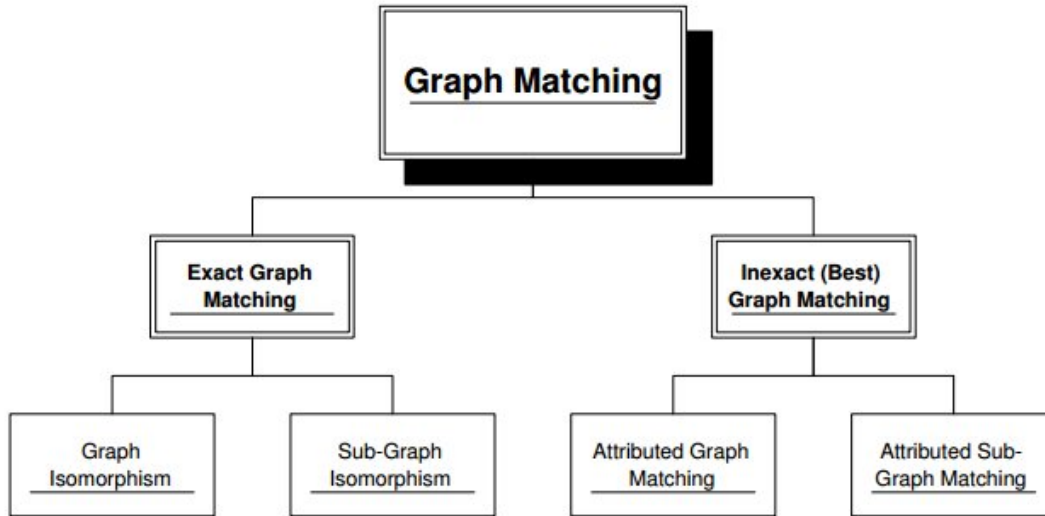 Graph Matching
Exact Graph
Matching
Inexact (Best)
Graph Matching
Graph
Isomorphism
Sub-Graph
Isomorphism
Attributed Graph
Matching
Attributed Sub-
Graph Matching